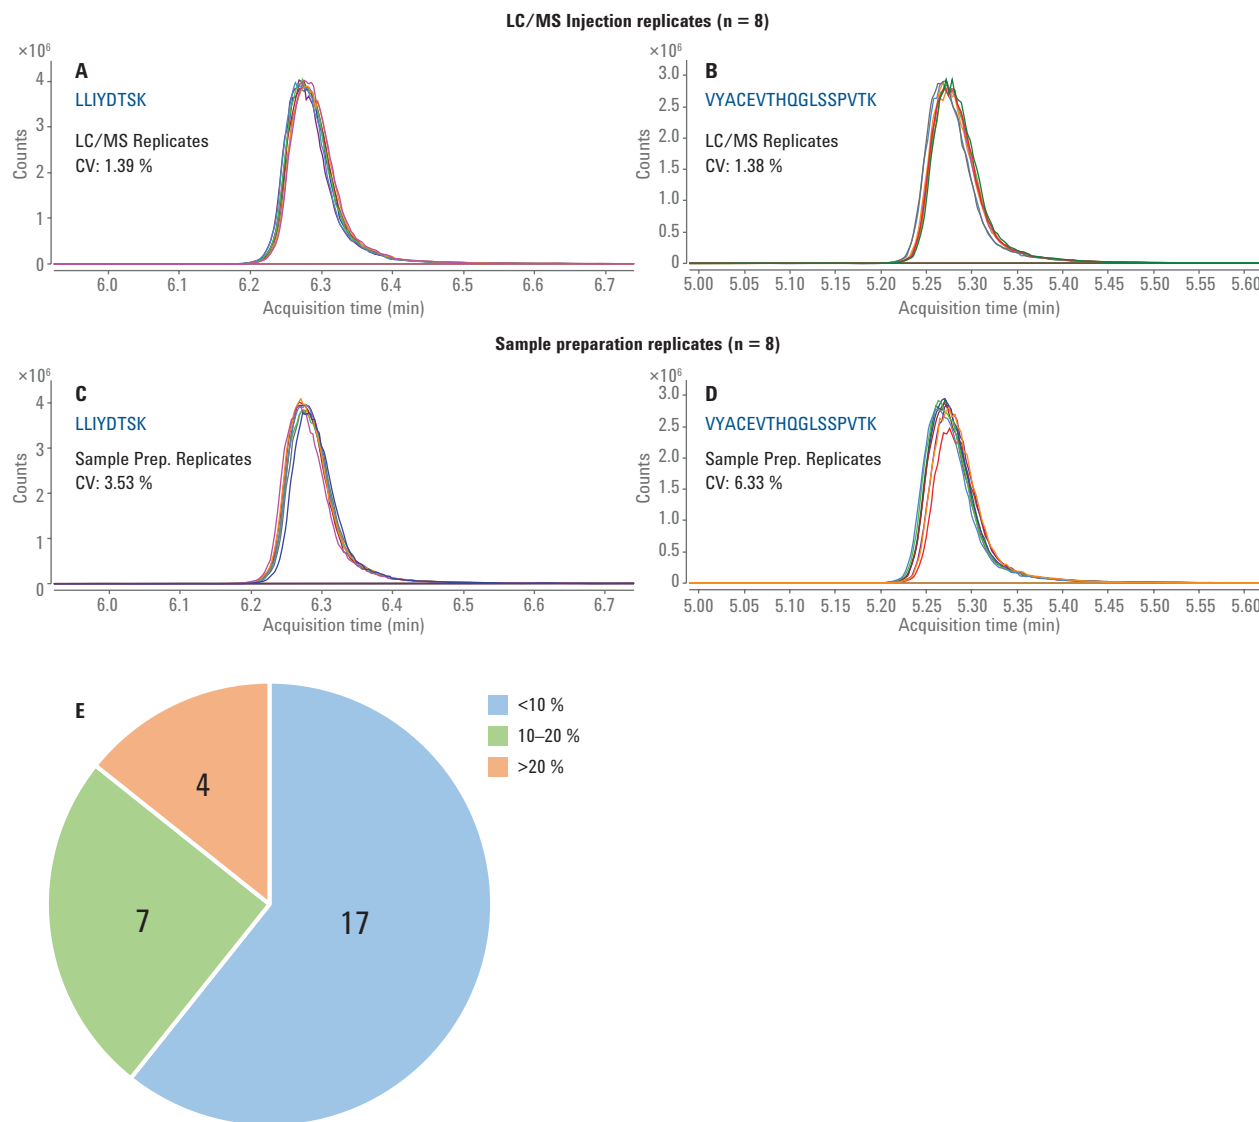 LC/MS Injection replicates (n = 8)
×10⁶
A
LLIYDTSK
LC/MS Replicates
CV: 1.39 %
Counts
4
3
2
1
0
6.0 6.1 6.2 6.3 6.4 6.5 6.6 6.7
Acquisition time (min)
×10⁶
B
VYACEVTHQGLSSPVTK
LC/MS Replicates
CV: 1.38 %
Counts
3.0
2.5
2.0
1.5
1.0
0.5
0
5.00 5.05 5.10 5.15 5.20 5.25 5.30 5.35 5.40 5.45 5.50 5.55 5.60
Acquisition time (min)
Sample preparation replicates (n = 8)
×10⁶
C
LLIYDTSK
Sample Prep. Replicates
CV: 3.53 %
Counts
4
3
2
1
0
6.0 6.1 6.2 6.3 6.4 6.5 6.6 6.7
Acquisition time (min)
×10⁶
D
VYACEVTHQGLSSPVTK
Sample Prep. Replicates
CV: 6.33 %
Counts
3.0
2.5
2.0
1.5
1.0
0.5
0
5.00 5.05 5.10 5.15 5.20 5.25 5.30 5.35 5.40 5.45 5.50 5.55 5.60
Acquisition time (min)
E
4
7
17
<10 %
10–20 %
>20 %